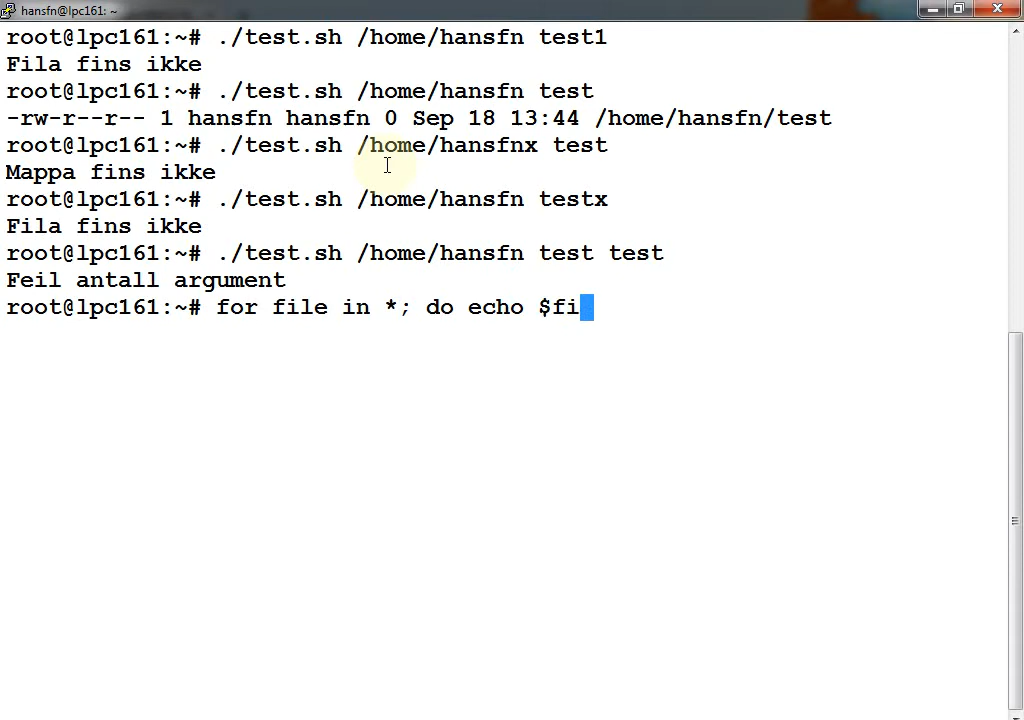 hansfn@lpc161: ~
root@lpc161:~# ./test.sh /home/hansfn test1
Fila fins ikke
root@lpc161:~# ./test.sh /home/hansfn test
-rw-r--r-- 1 hansfn hansfn 0 Sep 18 13:44 /home/hansfn/test
root@lpc161:~# ./test.sh /home/hansfnx test
Mappa fins ikke
root@lpc161:~# ./test.sh /home/hansfn testx
Fila fins ikke
root@lpc161:~# ./test.sh /home/hansfn test test
Feil antall argument
root@lpc161:~# for file in *; do echo $fi